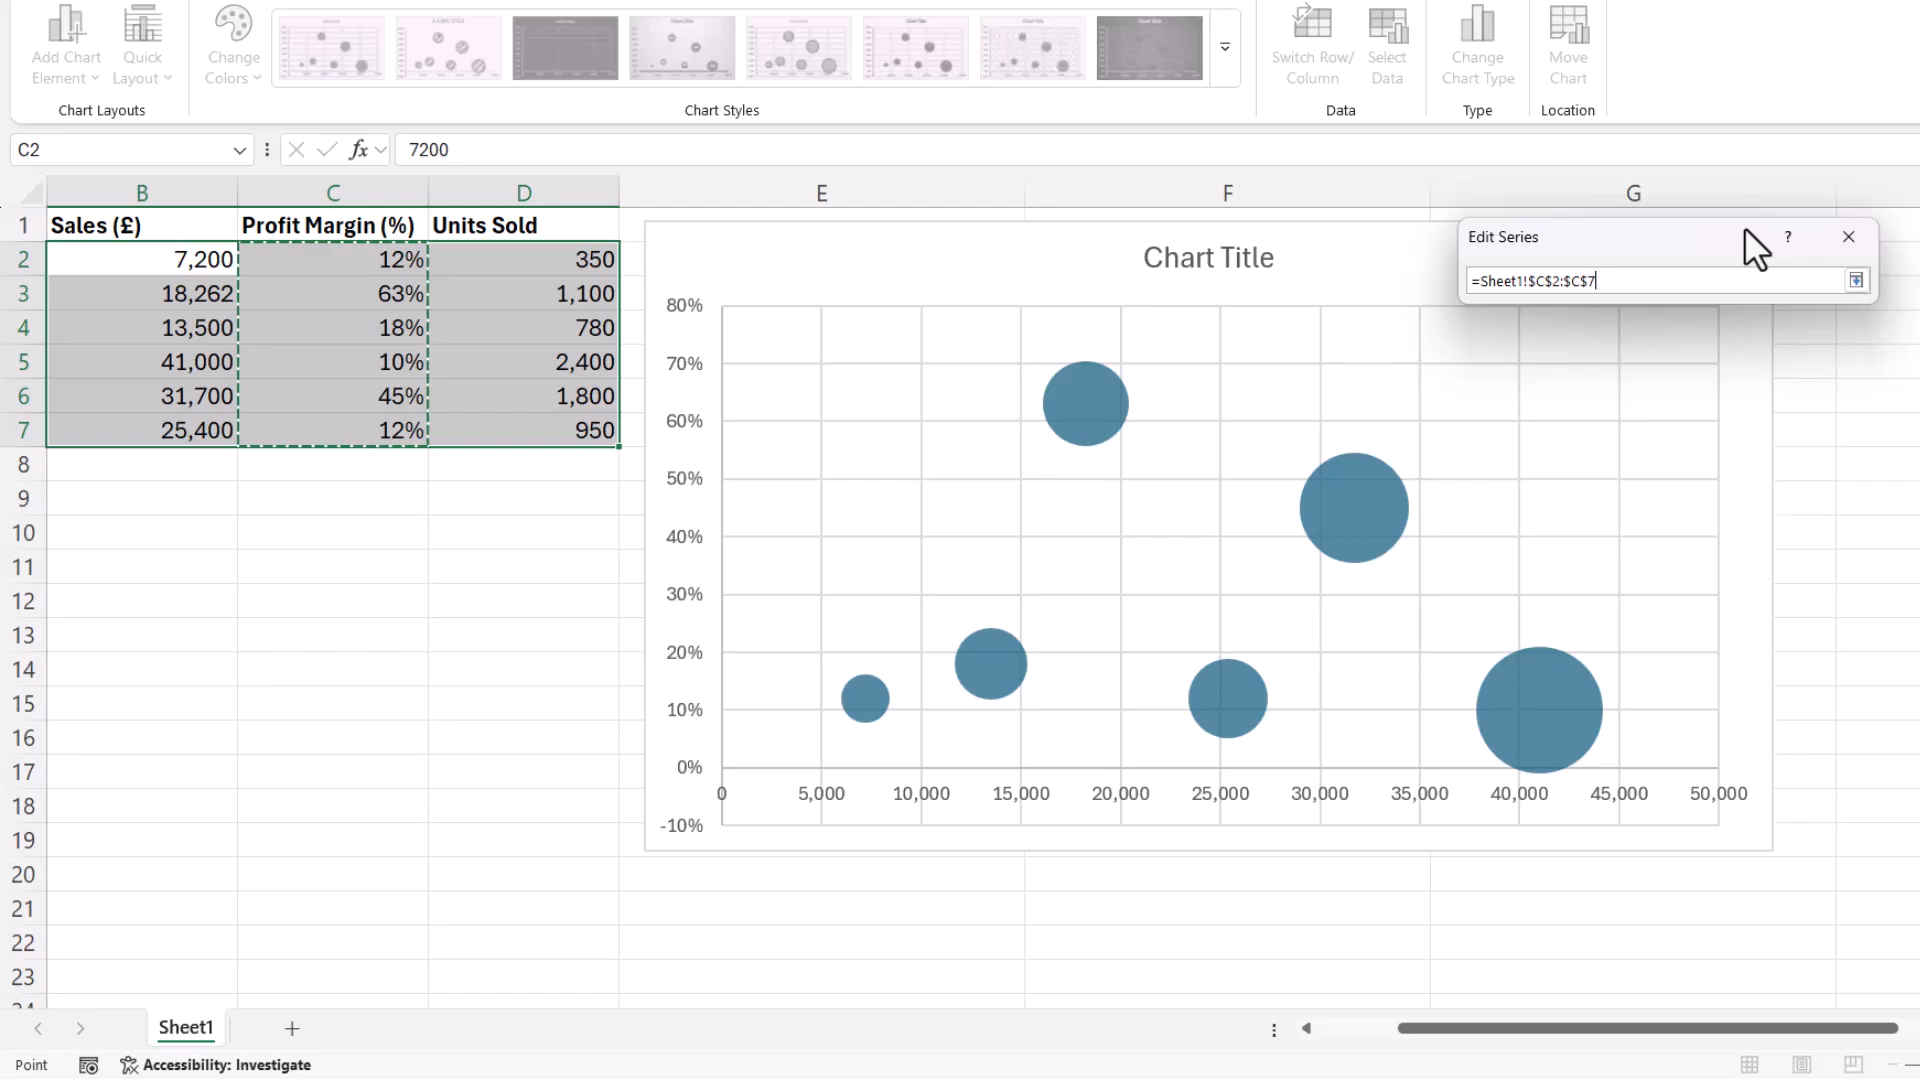 Add Chart
Element
Quick
Layout
Change
Colors
Switch Row/
Column
Select
Data
Change
Chart Type
Move
Chart
Chart Layouts
Chart Styles
Data
Type
Location
C2
fx
7200
B
C
D
E
F
G
1 Sales (£) Profit Margin (%) Units Sold
2 7,200 12% 350
3 18,262 63% 1,100
4 13,500 18% 780
5 41,000 10% 2,400
6 31,700 45% 1,800
7 25,400 12% 950
8
9
10
11
12
13
14
15
16
17
18
19
20
21
22
23
24
Chart Title
80%
70%
60%
50%
40%
30%
20%
10%
0%
-10%
0 5,000 10,000 15,000 20,000 25,000 30,000 35,000 40,000 45,000 50,000
Edit Series
?
=Sheet1!$C$2:$C$7
Sheet1
Point
Accessibility: Investigate